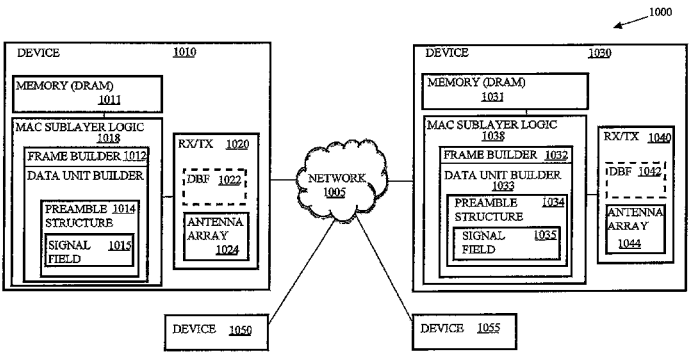 1000
DEVICE 1010
MEMORY (DRAM)
1011
MAC SUBLAYER LOGIC
1018
FRAME BUILDER 1012
DATA UNIT BUILDER
PREAMBLE 1014
STRUCTURE
SIGNAL 1015
FIELD
RX/TX 1020
DBF 1022
ANTENNA
ARRAY
1024
NETWORK
1005
DEVICE 1030
MEMORY (DRAM)
1031
MAC SUBLAYER LOGIC
1038
FRAME BUILDER 1032
DATA UNIT BUILDER
1033
PREAMBLE 1034
STRUCTURE
SIGNAL 1035
FIELD
RX/TX 1040
DBF 1042
ANTENNA
ARRAY
1044
DEVICE 1050
DEVICE 1055